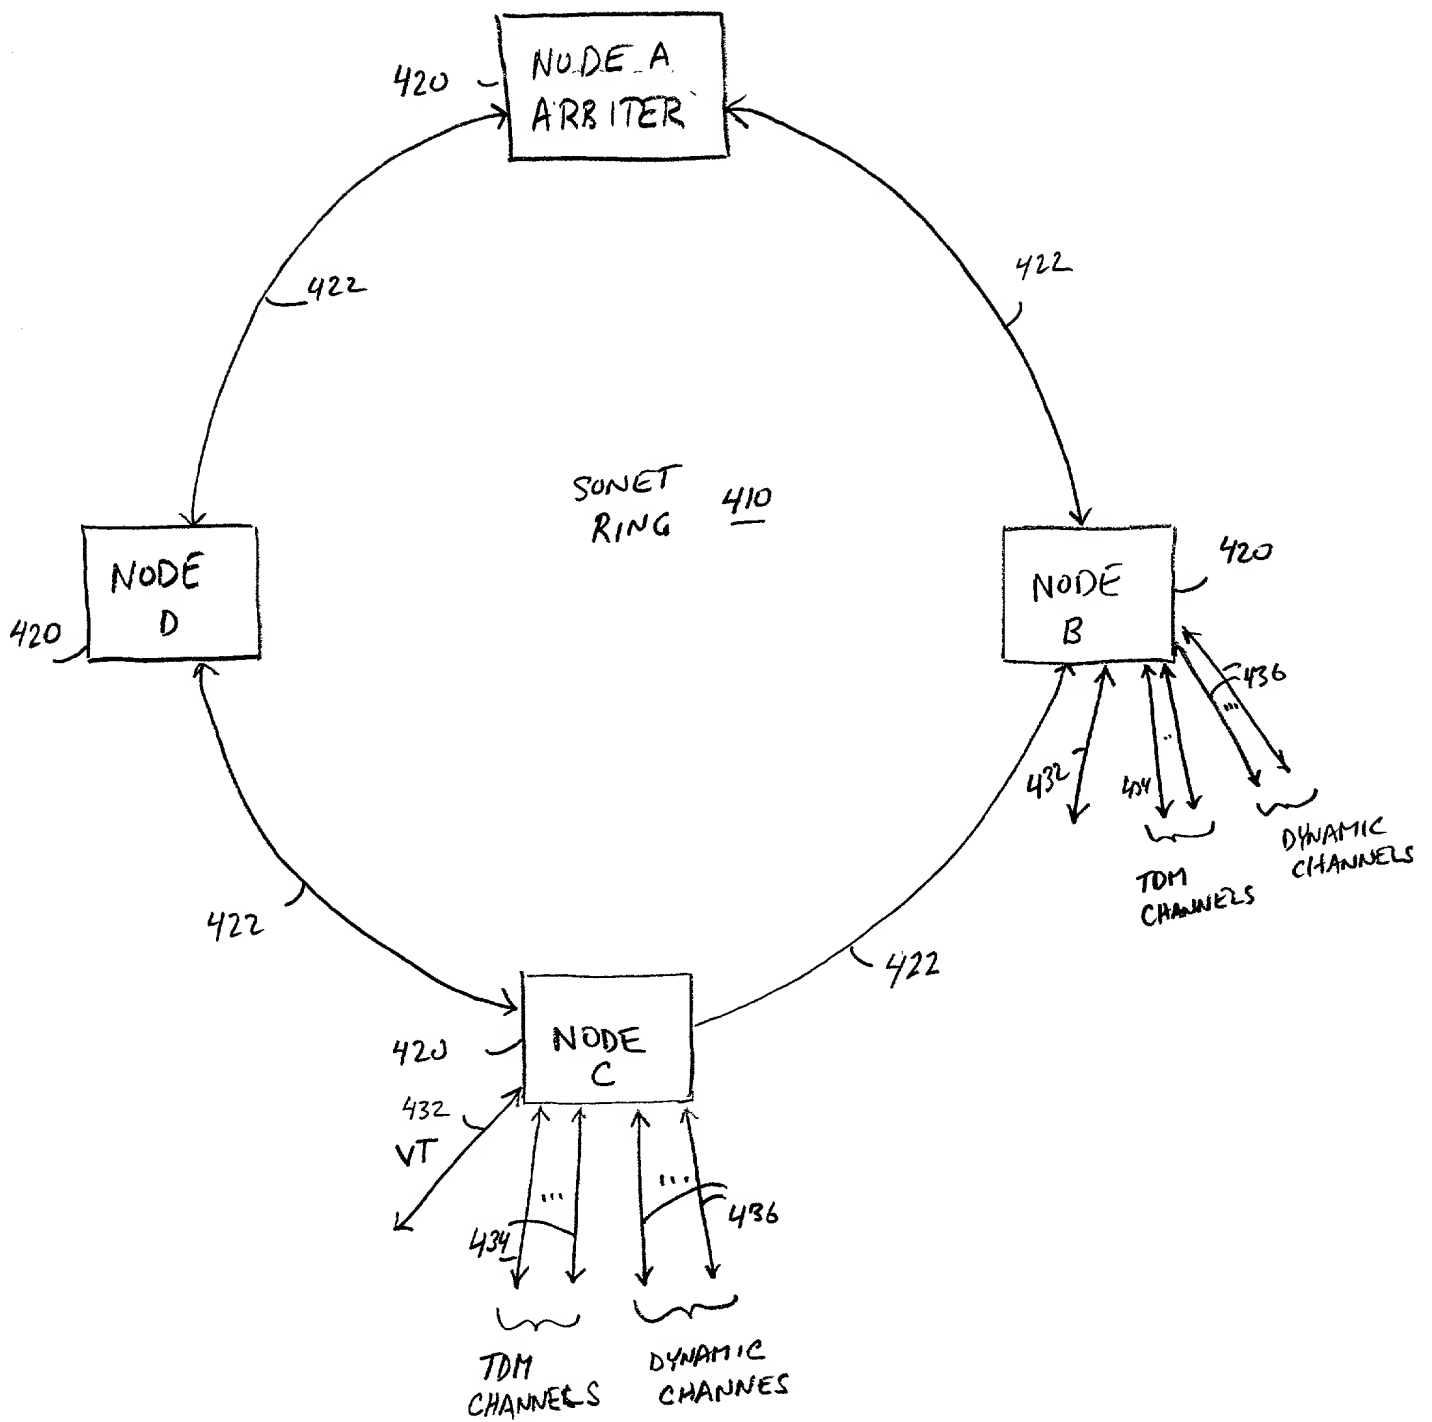 420
NODE A
ARBITER
422
422
SONET
RING 410
NODE
D
420
NODE
B
420
436
...
432
434
..
DYNAMIC
CHANNELS
TDM
CHANNELS
422
422
NODE
C
420
432
VT
...
...
434
436
TDM
CHANNELS
DYNAMIC
CHANNES